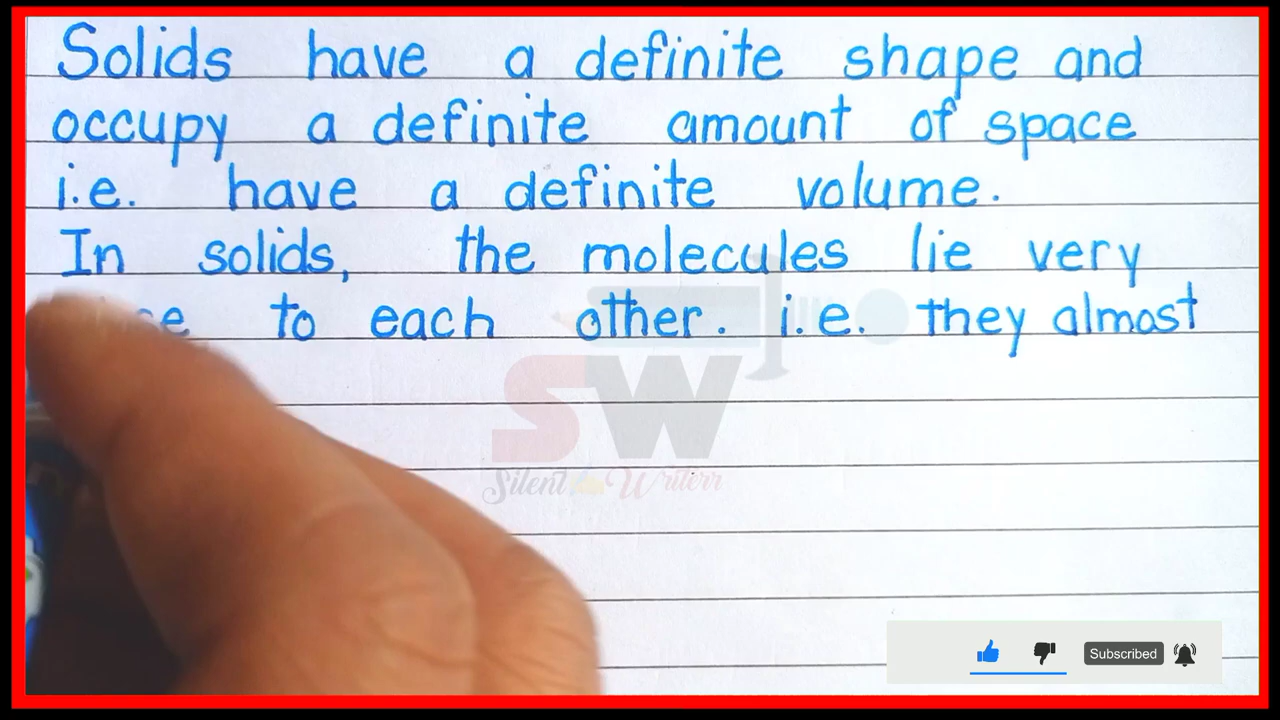 Solids have a definite shape and
occupy a definite amount of space
i.e. have a definite volume.
In solids, the molecules lie very
to each other. i.e. they almost
SW
Silent Writerr
Subscribed